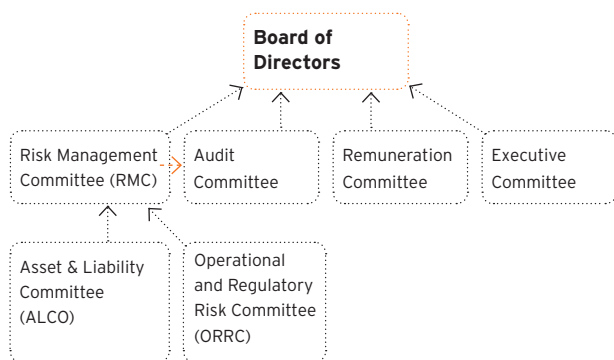 Board of
Directors
Risk Management
Committee (RMC)
Audit
Committee
Remuneration
Committee
Executive
Committee
Asset & Liability
Committee
(ALCO)
Operational
and Regulatory
Risk Committee
(ORRC)